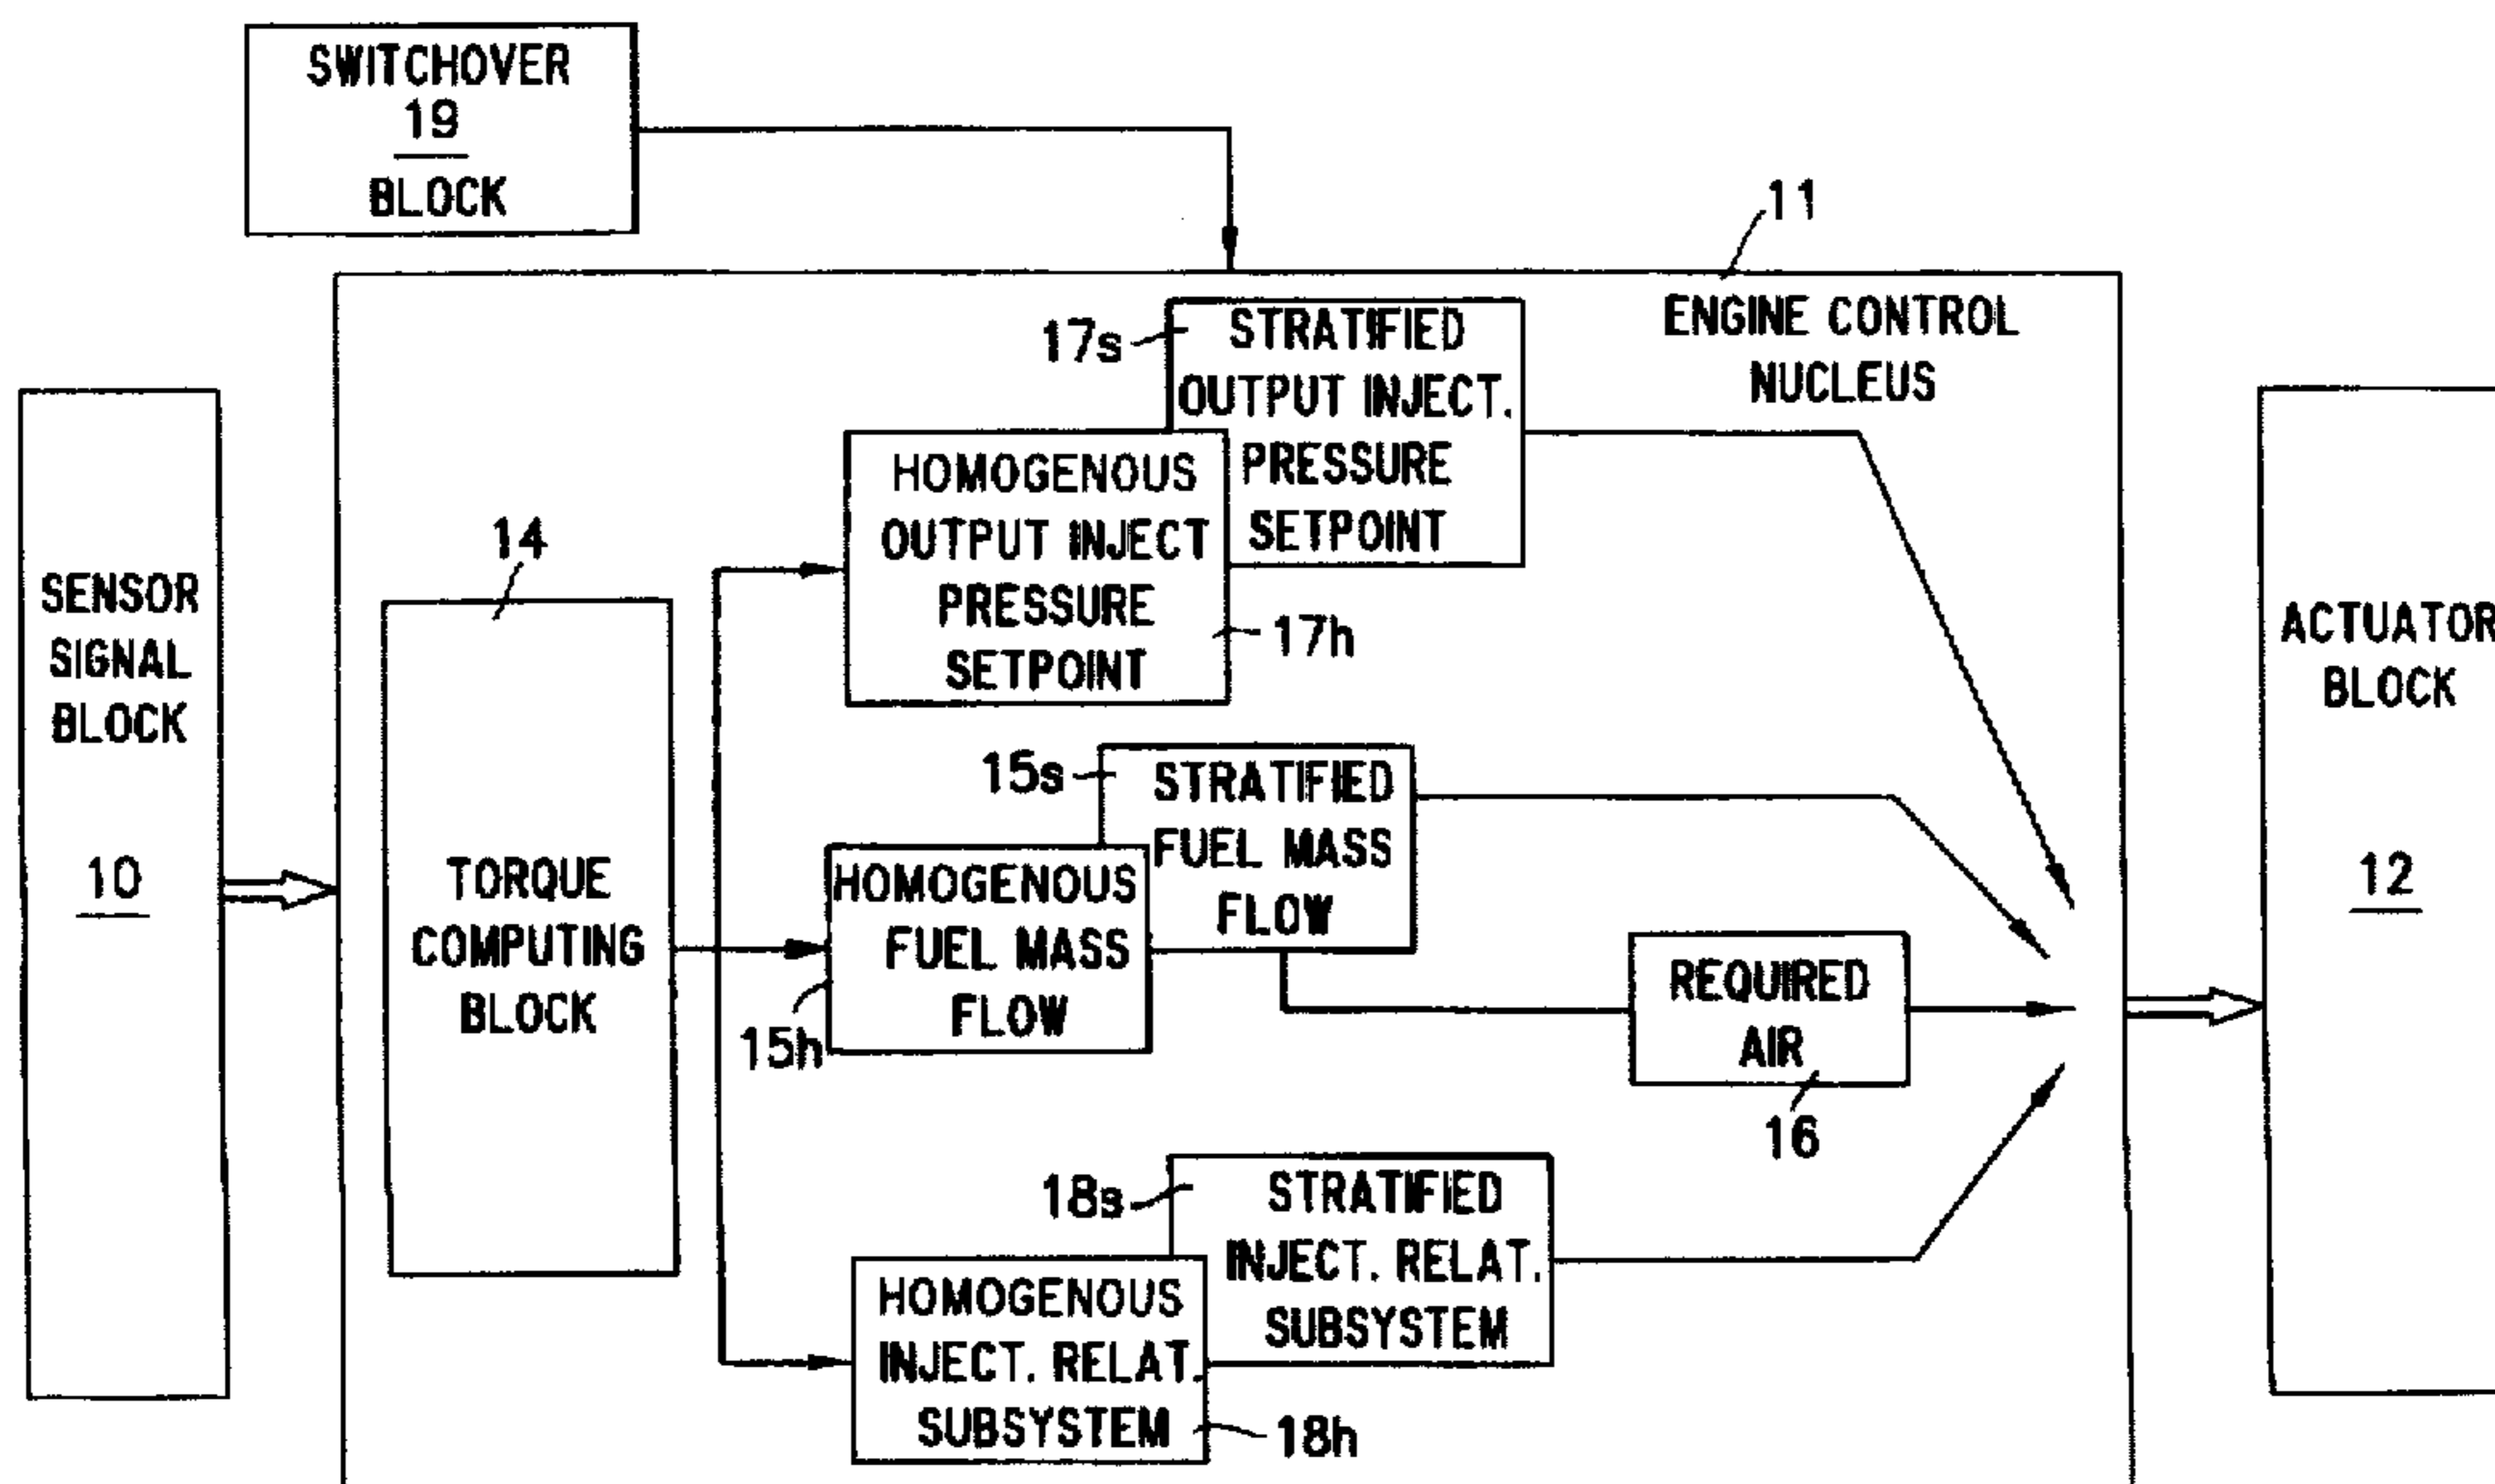 SWITCHOVER
19
BLOCK
11
ENGINE CONTROL
NUCLEUS
17s
STRATIFIED
OUTPUT INJECT.
PRESSURE
SETPOINT
HOMOGENOUS
OUTPUT INJECT
PRESSURE
SETPOINT
17h
SENSOR
SIGNAL
BLOCK
10
14
TORQUE
COMPUTING
BLOCK
15s
STRATIFIED
FUEL MASS
FLOW
HOMOGENOUS
FUEL MASS
FLOW
15h
REQUIRED
AIR
16
18s
STRATIFIED
INJECT. RELAT.
SUBSYSTEM
HOMOGENOUS
INJECT. RELAT.
SUBSYSTEM
18h
ACTUATOR
BLOCK
12